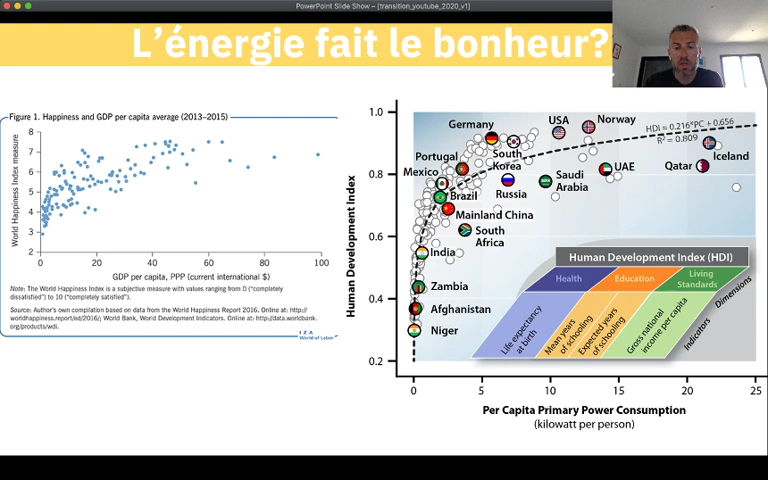 PowerPoint Slide Show – [transition_youtube_2020_v1]
L'énergie fait le bonheur?
Figure 1. Happiness and GDP per capita average (2013–2015)
World Happiness Index measure
8
7
6
5
4
3
2
0
20
40
60
80
100
GDP per capita, PPP (current international $)
Note: The World Happiness Index is a subjective measure with values ranging from 0 ("completely
dissatisfied") to 10 ("completely satisfied").
Source: Author's own compilation based on data from the World Happiness Report 2016. Online at: http://
worldhappiness.report/ed/2016/; World Bank, World Development Indicators. Online at: http://data.worldbank.
org/products/wdi.
I Z A
World of Labor
Human Development Index
1.0
0.8
0.6
0.4
0.2
Germany
USA
Norway
HDI = 0.216*PC + 0.656
R² = 0.809
South
Korea
Portugal
Mexico
Iceland
Qatar
UAE
Saudi
Arabia
Russia
Brazil
Mainland China
South
Africa
India
Zambia
Afghanistan
Niger
Human Development Index (HDI)
Health
Education
Living
Standards
Dimensions
Life expectancy
at birth
Mean years
of schooling
Expected years
of schooling
Gross national
income per capita
Indicators
0
5
10
15
20
25
Per Capita Primary Power Consumption
(kilowatt per person)